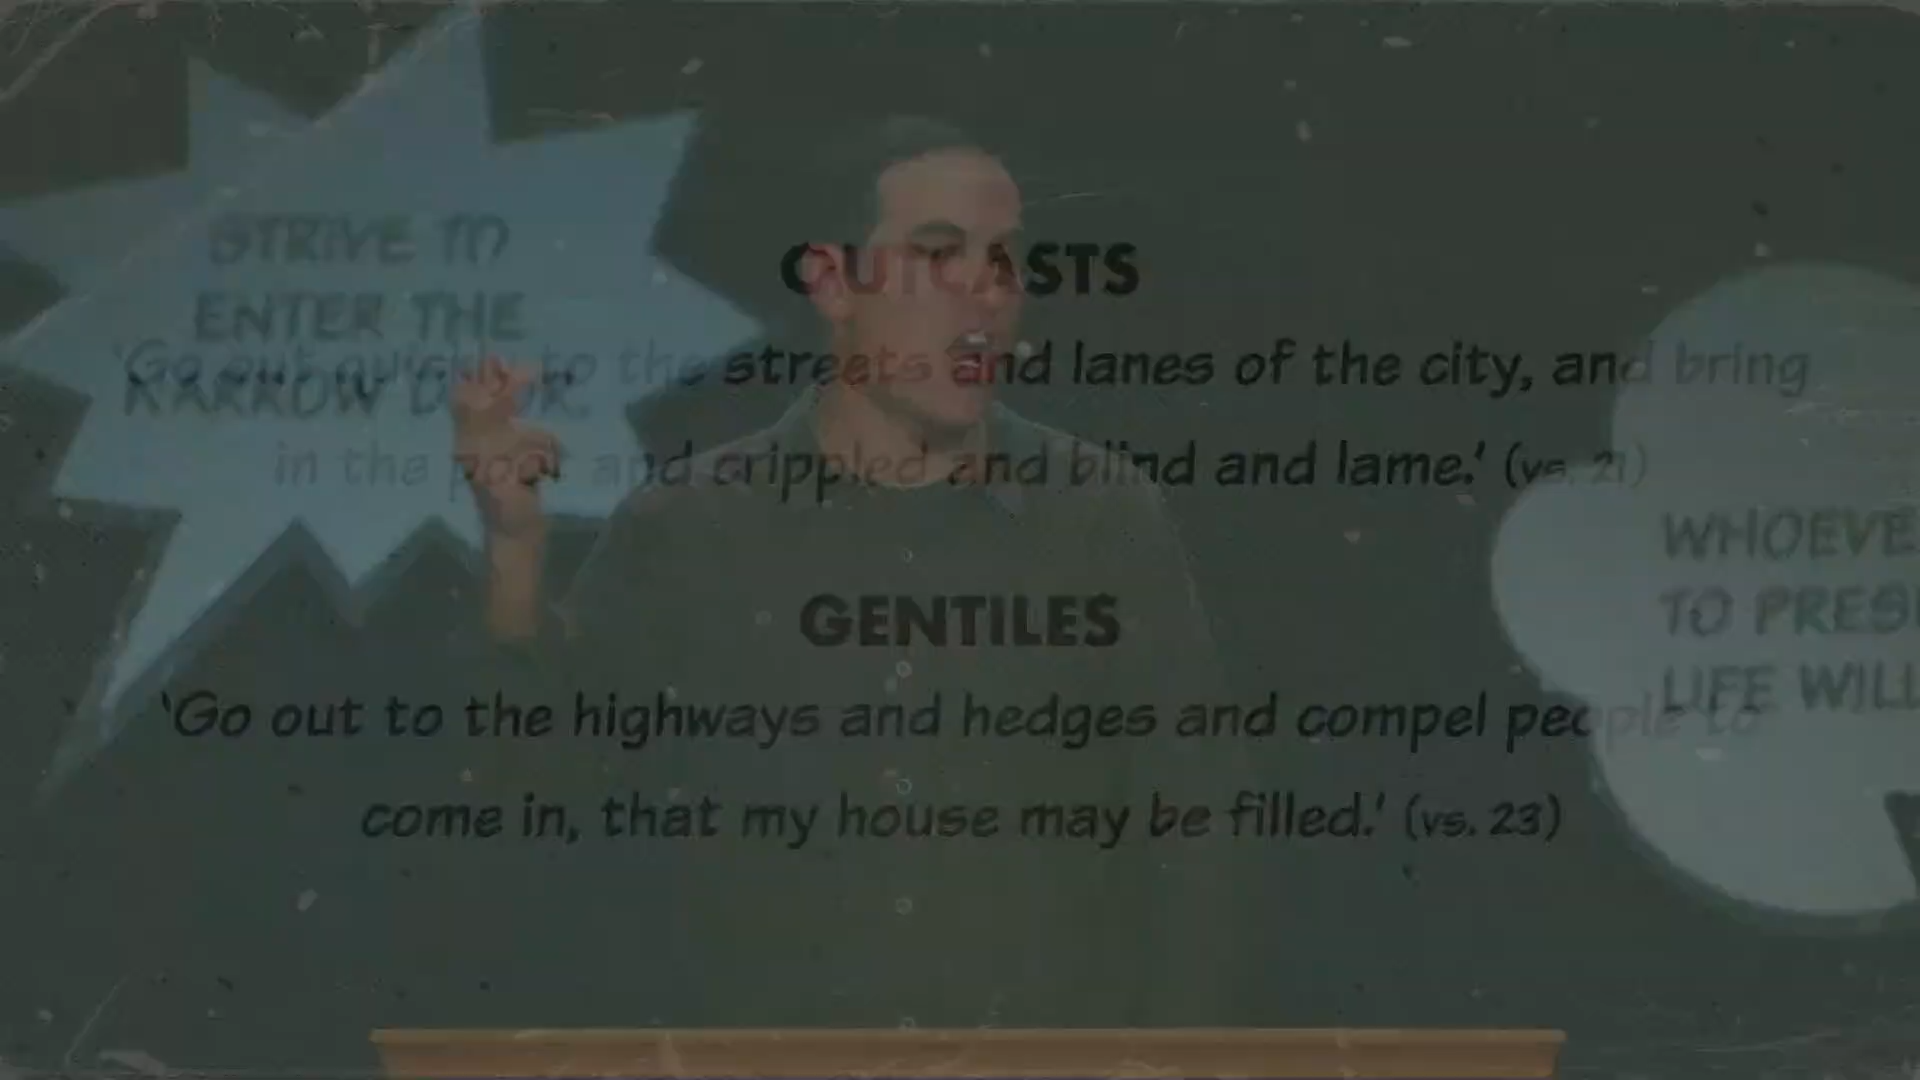 OUTCASTS
'Go out quickly to the streets and lanes of the city, and bring
in the poor and crippled and blind and lame.' (vs. 21)
GENTILES
'Go out to the highways and hedges and compel people to
come in, that my house may be filled.' (vs. 23)
STRIVE TO
ENTER THE
NARROW DOOR.
WHOEVE
TO PRES
LIFE WILL